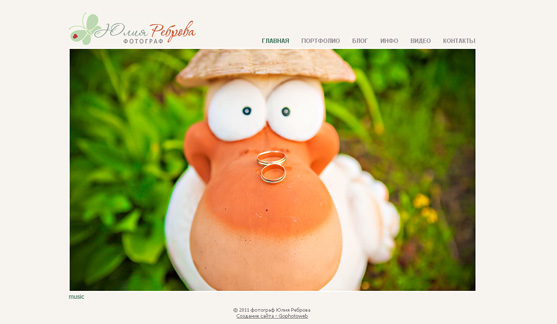 Юлия Реброва
ФОТОГРАФ
ГЛАВНАЯ ПОРТФОЛИО БЛОГ ИНФО ВИДЕО КОНТАКТЫ
music
© 2011 фотограф Юлия Реброва
Создание сайта - Gophotoweb